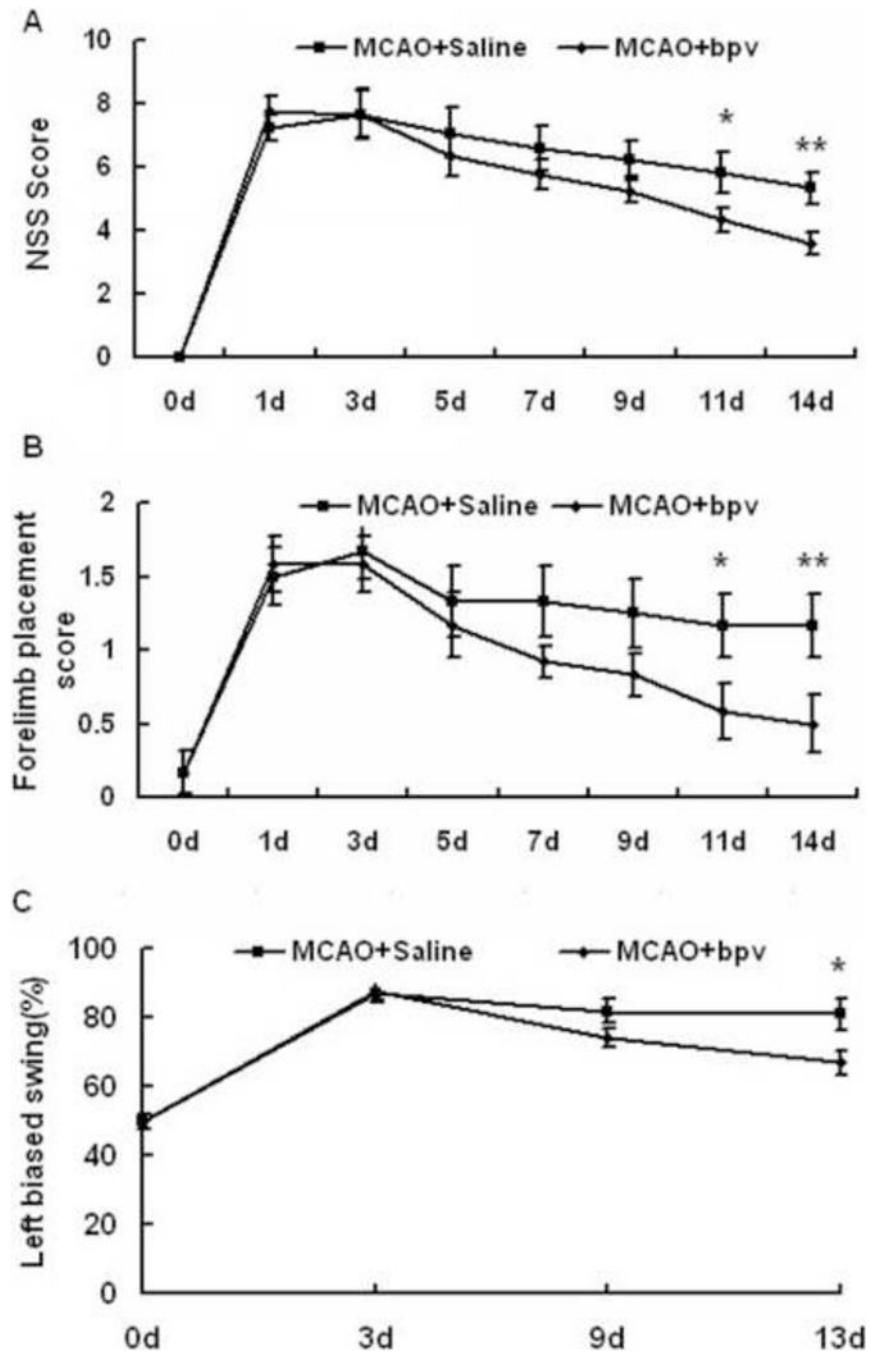 A
10
8
6
4
2
0
NSS Score
MCAO+Saline MCAO+bpv
*
**
0d 1d 3d 5d 7d 9d 11d 14d
B
2
1.5
1
0.5
0
Forelimb placement
score
MCAO+Saline MCAO+bpv
* **
0d 1d 3d 5d 7d 9d 11d 14d
C
100
80
60
40
20
0
Left biased swing(%)
MCAO+Saline MCAO+bpv
*
0d 3d 9d 13d